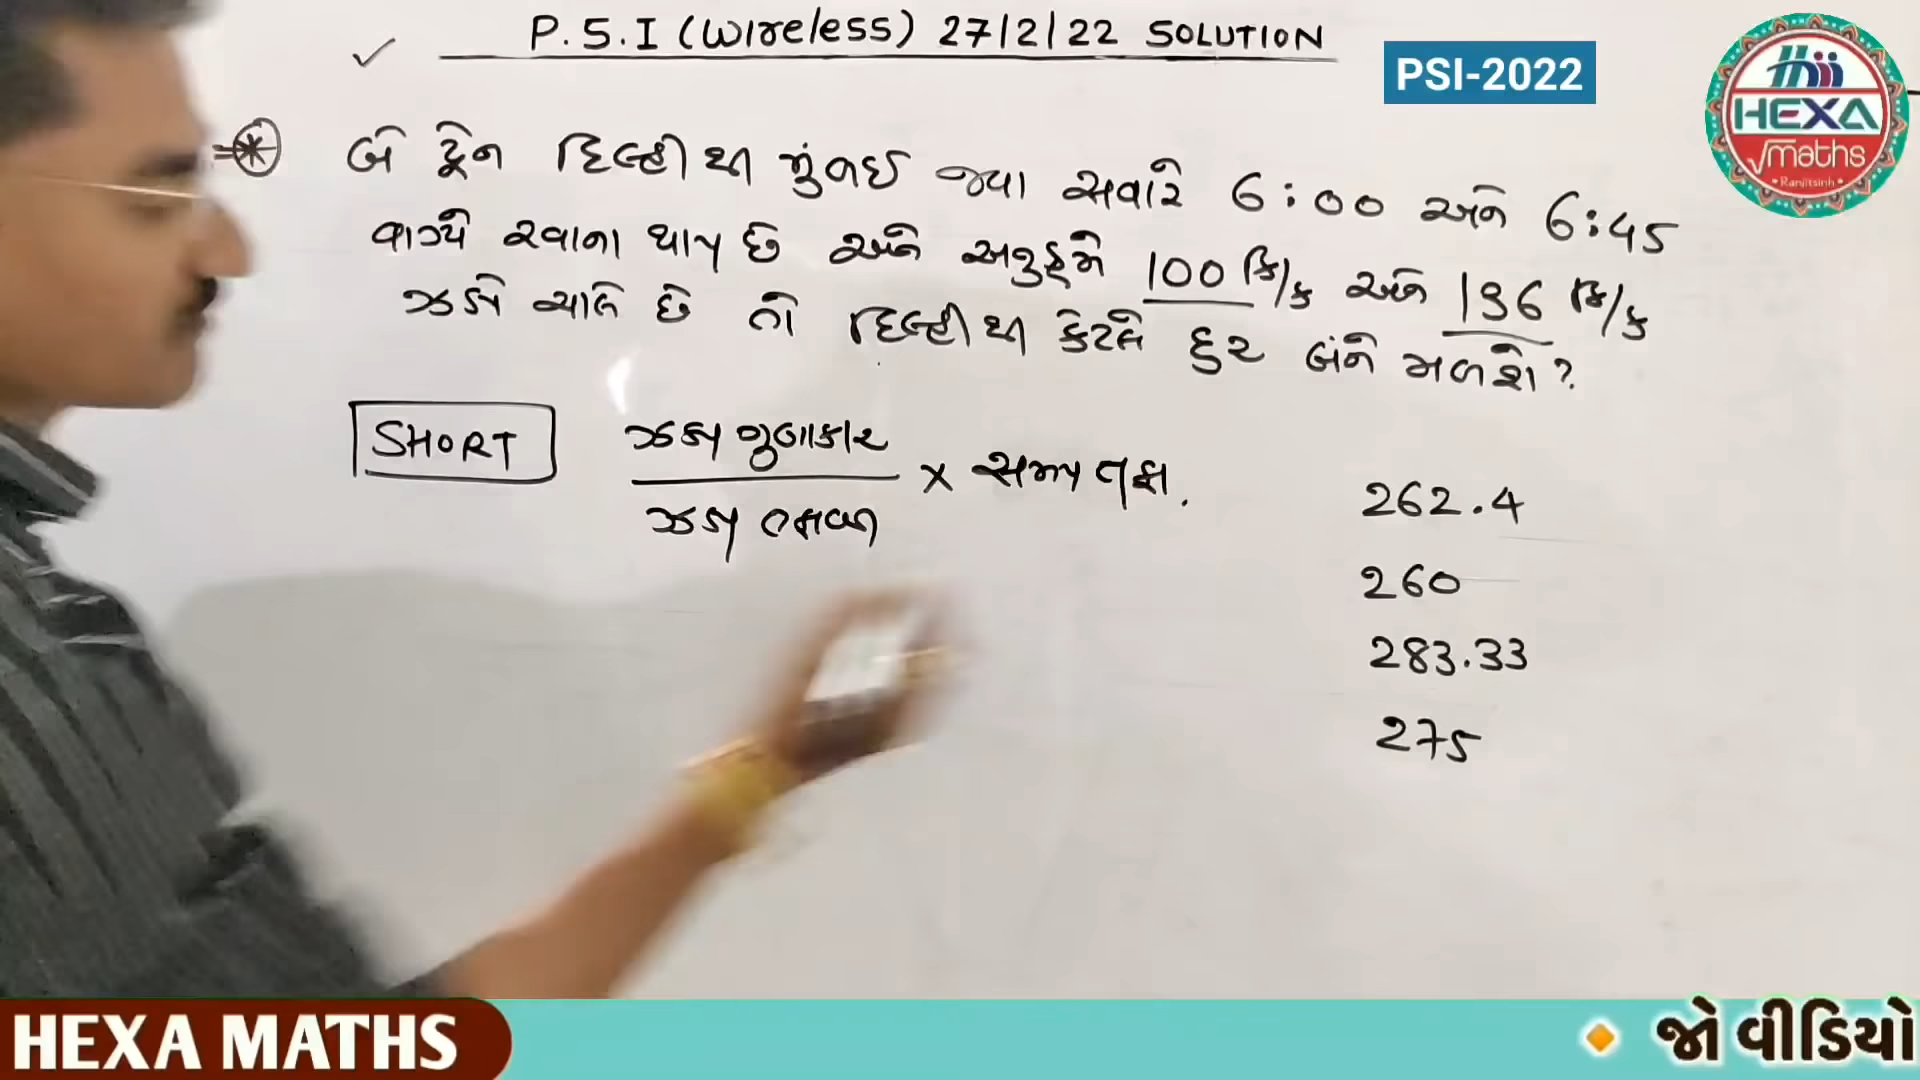 P.S.I (Wireless) 27/2/22 SOLUTION
PSI-2022
HEXA
√maths
• Ranjitsinh •
બે ટ્રેન દિલ્હી થી મુંબઈ જવા સવારે 6:00 અને 6:45
વાગ્યે રવાના થાય છે અને અનુક્રમે 100 કિ/ક અને 136 કિ/ક
ઝડપે ચાલે છે તો દિલ્હી થી કેટલે દુર બંને મળશે?
SHORT
ઝડપ ગુણાકાર
ઝડપ તફાવત
× સમય તફા.
262.4
260
283.33
275
HEXA MATHS
જો વીડિયો